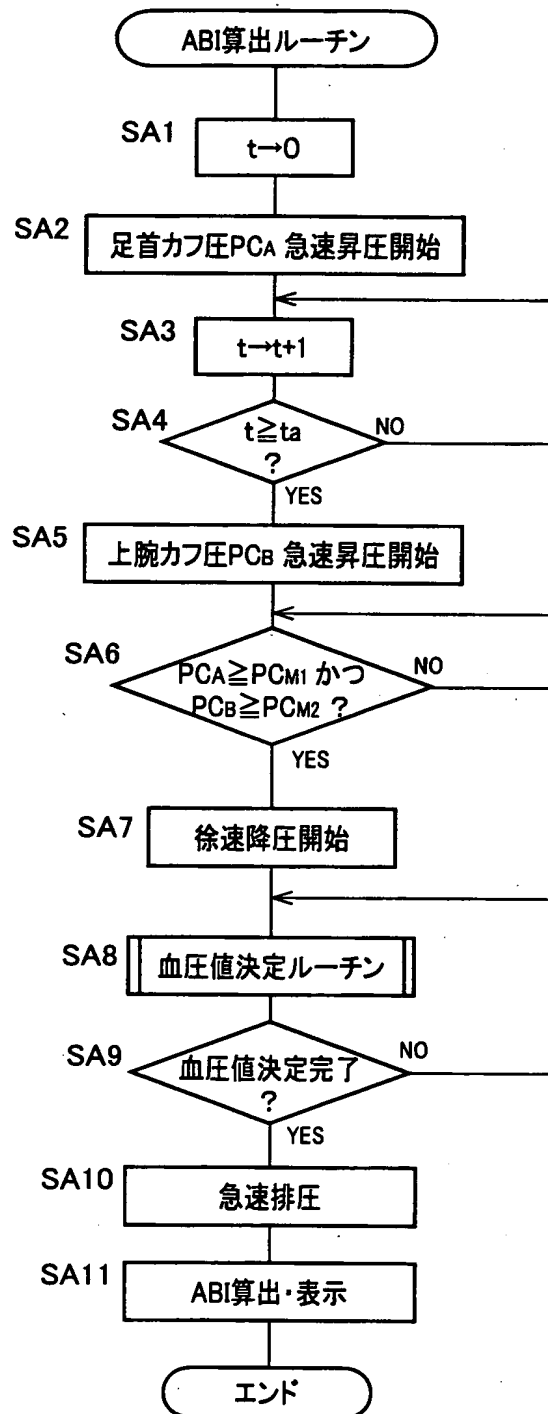 ABI算出ルーチン
SA1
t→0
SA2
足首カフ圧PCA 急速昇圧開始
SA3
t→t+1
SA4
t≧ta
?
NO
YES
SA5
上腕カフ圧PCB 急速昇圧開始
SA6
PCA≧PCM1 かつ
PCB≧PCM2 ?
NO
YES
SA7
徐速降圧開始
SA8
血圧値決定ルーチン
SA9
血圧値決定完了
?
NO
YES
SA10
急速排圧
SA11
ABI算出・表示
エンド